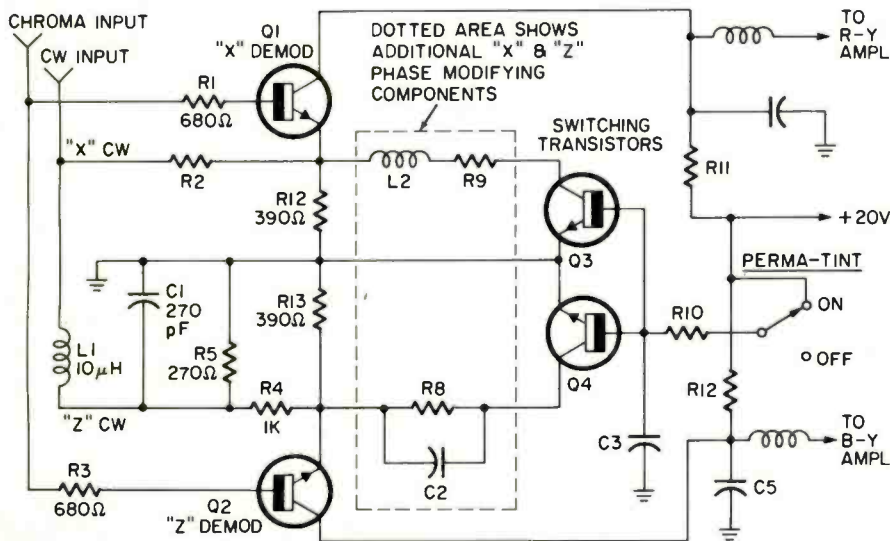 CHROMA INPUT
CW INPUT
Q1
"X"
DEMOD
R1
680Ω
DOTTED AREA SHOWS
ADDITIONAL "X" & "Z"
PHASE MODIFYING
COMPONENTS
TO
R-Y
AMPL
SWITCHING
TRANSISTORS
"X" CW
R2
L2
R9
R11
R12
390Ω
Q3
+20V
PERMA-TINT
C1
270
pF
R13
390Ω
R10
ON
OFF
L1
10μH
R5
270Ω
Q4
R12
R4
1K
R8
"Z" CW
C2
C3
TO
B-Y
AMPL
R3
680Ω
Q2
"Z" DEMOD
C5